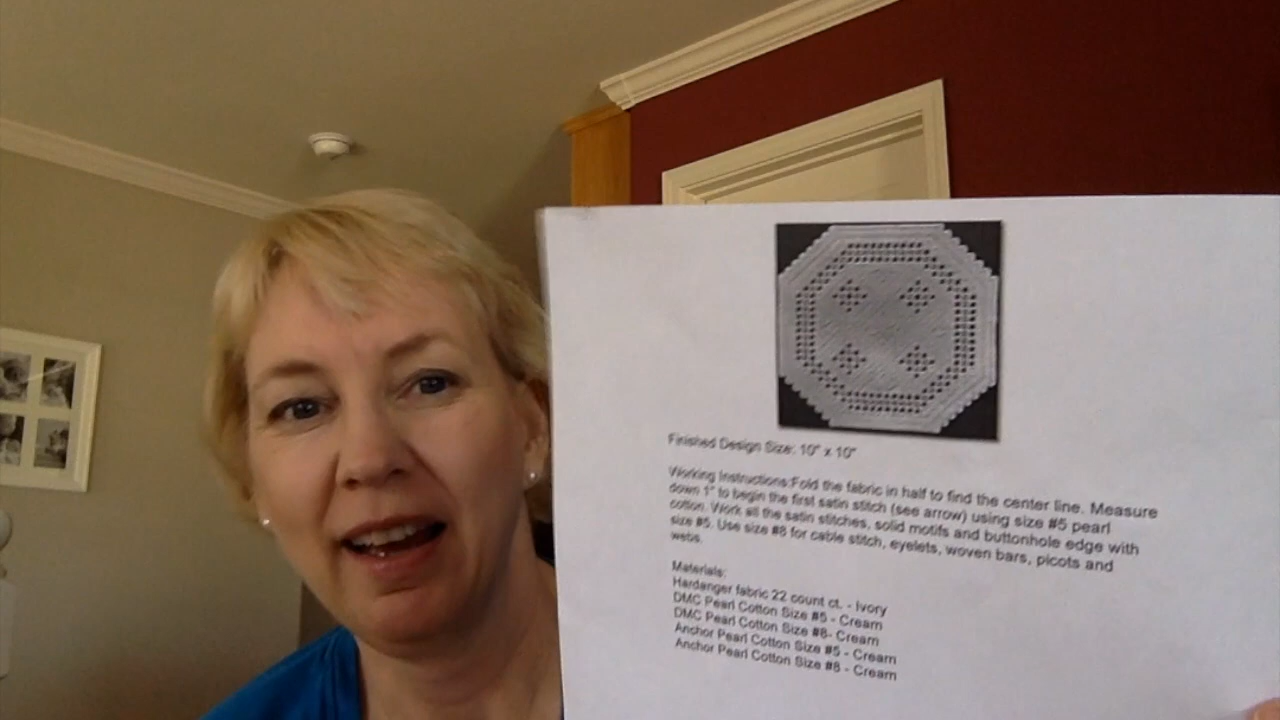 Finished Design Size: 10" x 10"
Working Instructions:Fold the fabric in half to find the center line. Measure
down 1" to begin the first satin stitch (see arrow) using size #5 pearl
cotton. Work all the satin stitches, solid motifs and buttonhole edge with
size #5. Use size #8 for cable stitch, eyelets, woven bars, picots and
webs.
Materials:
Hardanger fabric 22 count ct. - Ivory
DMC Pearl Cotton Size #5 - Cream
DMC Pearl Cotton Size #8- Cream
Anchor Pearl Cotton Size #5 - Cream
Anchor Pearl Cotton Size #8 - Cream